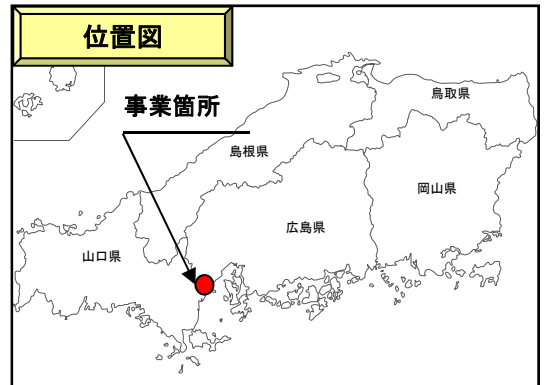 位置図
事業箇所
鳥取県
島根県
岡山県
広島県
山口県